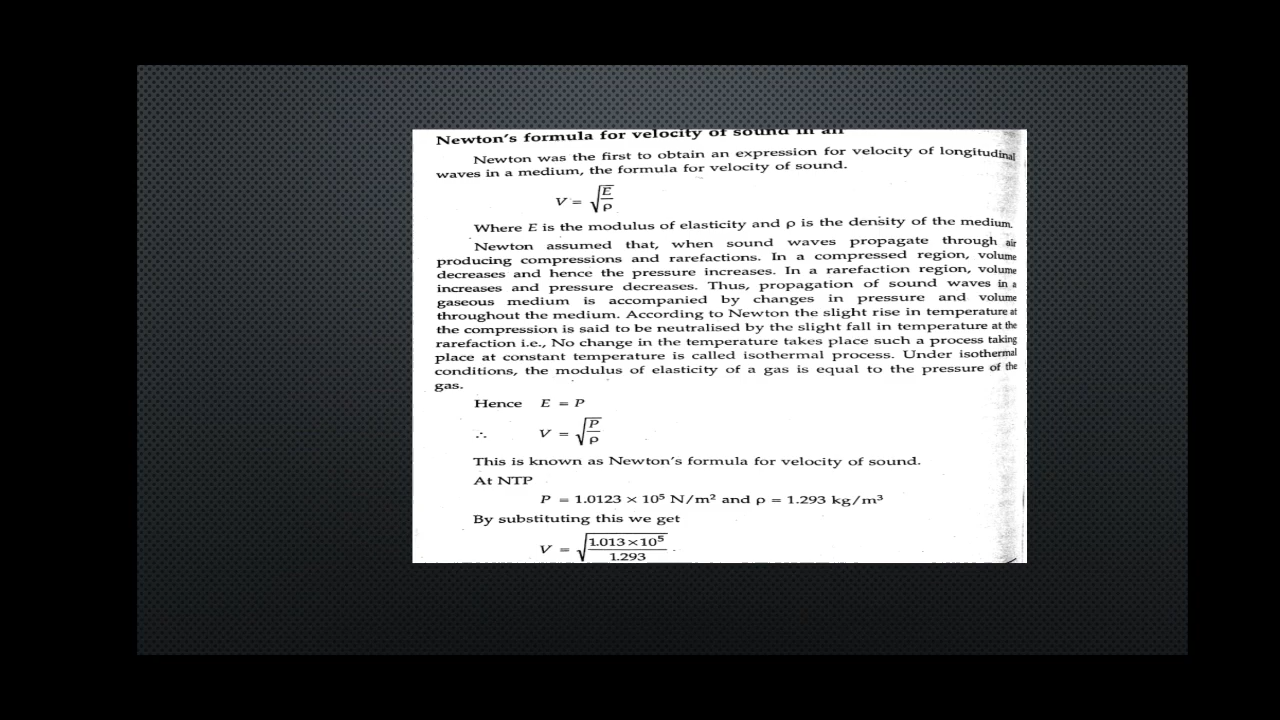 Newton's formula for velocity of sound in air
Newton was the first to obtain an expression for velocity of longitudinal
waves in a medium, the formula for velocity of sound.
V = √(E/ρ)
Where E is the modulus of elasticity and ρ is the density of the medium.
Newton assumed that, when sound waves propagate through air
producing compressions and rarefactions. In a compressed region, volume
decreases and hence the pressure increases. In a rarefaction region, volume
increases and pressure decreases. Thus, propagation of sound waves in a
gaseous medium is accompanied by changes in pressure and volume
throughout the medium. According to Newton the slight rise in temperature at
the compression is said to be neutralised by the slight fall in temperature at the
rarefaction i.e., No change in the temperature takes place such a process taking
place at constant temperature is called isothermal process. Under isothermal
conditions, the modulus of elasticity of a gas is equal to the pressure of the
gas.
Hence E = P
∴ V = √(P/ρ)
This is known as Newton's formula for velocity of sound.
At NTP
P = 1.0123 × 10⁵ N/m² and ρ = 1.293 kg/m³
By substituting this we get
V = √(1.013×10⁵/1.293)